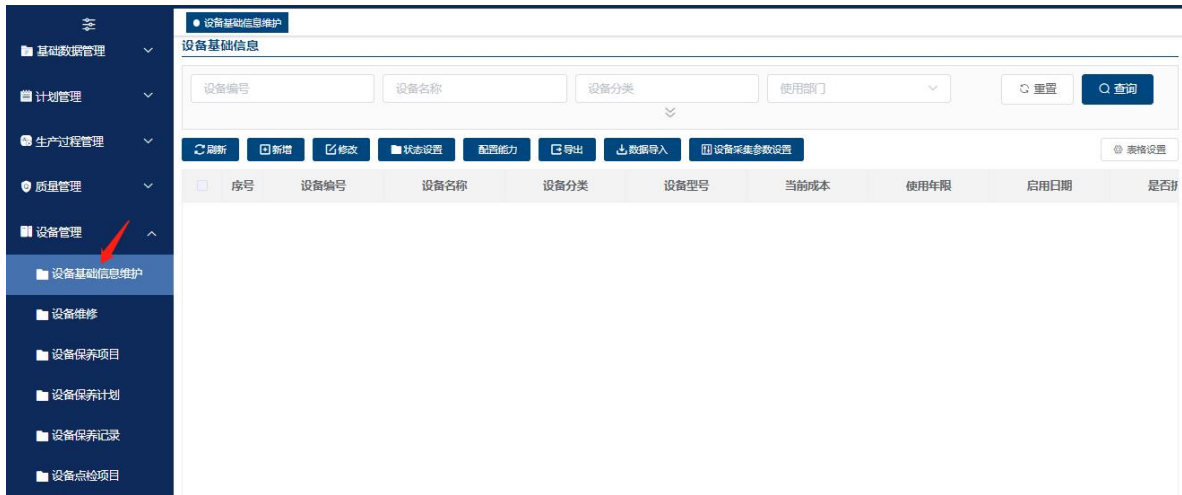 设备基础信息维护
基础数据管理
设备基础信息
计划管理
设备编号 设备名称 设备分类 使用部门 重置 查询
生产过程管理
刷新 新增 修改 状态设置 配置能力 导出 数据导入 设备采集参数设置 表格设置
质量管理
序号 设备编号 设备名称 设备分类 设备型号 当前成本 使用年限 启用日期 是否折
设备管理
设备基础信息维护
设备维修
设备保养项目
设备保养计划
设备保养记录
设备点检项目